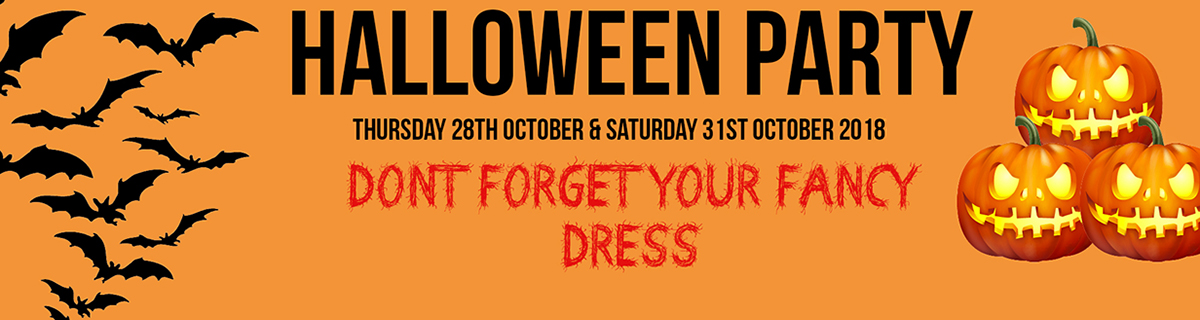 HALLOWEEN PARTY
THURSDAY 28TH OCTOBER & SATURDAY 31ST OCTOBER 2018
DONT FORGET YOUR FANCY
DRESS